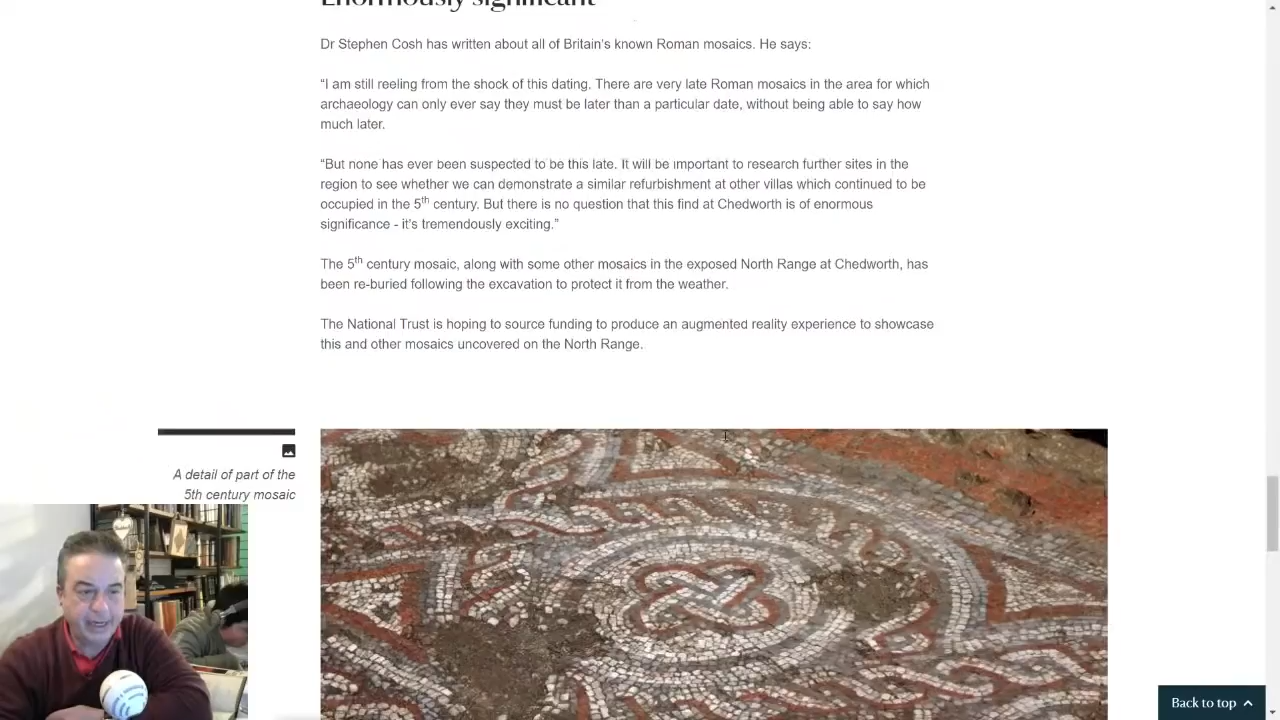 Enormously significant
Dr Stephen Cosh has written about all of Britain's known Roman mosaics. He says:
“I am still reeling from the shock of this dating. There are very late Roman mosaics in the area for which
archaeology can only ever say they must be later than a particular date, without being able to say how
much later.
“But none has ever been suspected to be this late. It will be important to research further sites in the
region to see whether we can demonstrate a similar refurbishment at other villas which continued to be
occupied in the 5th century. But there is no question that this find at Chedworth is of enormous
significance - it’s tremendously exciting.”
The 5th century mosaic, along with some other mosaics in the exposed North Range at Chedworth, has
been re-buried following the excavation to protect it from the weather.
The National Trust is hoping to source funding to produce an augmented reality experience to showcase
this and other mosaics uncovered on the North Range.
A detail of part of the
5th century mosaic
Back to top